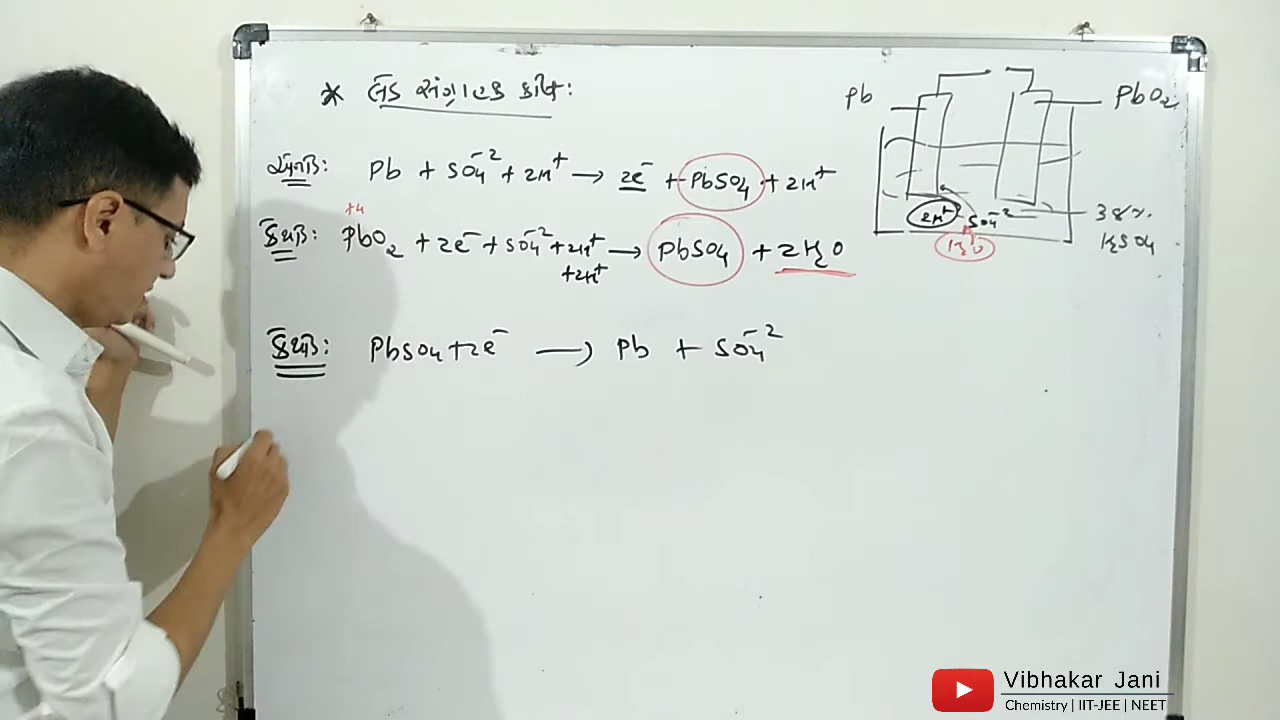 * લેડ સંગ્રાહક કોષ:
Pb PbO₂
એનોડ: Pb + SO₄⁻² + 2H⁺ → 2e⁻ + PbSO₄ + 2H⁺
2H⁺ SO₄⁻² 38%
H₂O H₂SO₄
+4
કેથોડ: PbO₂ + 2e⁻ + SO₄⁻² + 2H⁺ → PbSO₄ + 2H₂O
+2H⁺
કેથોડ: PbSO₄ + 2e⁻ → Pb + SO₄⁻²
Vibhakar Jani
Chemistry | IIT-JEE | NEET